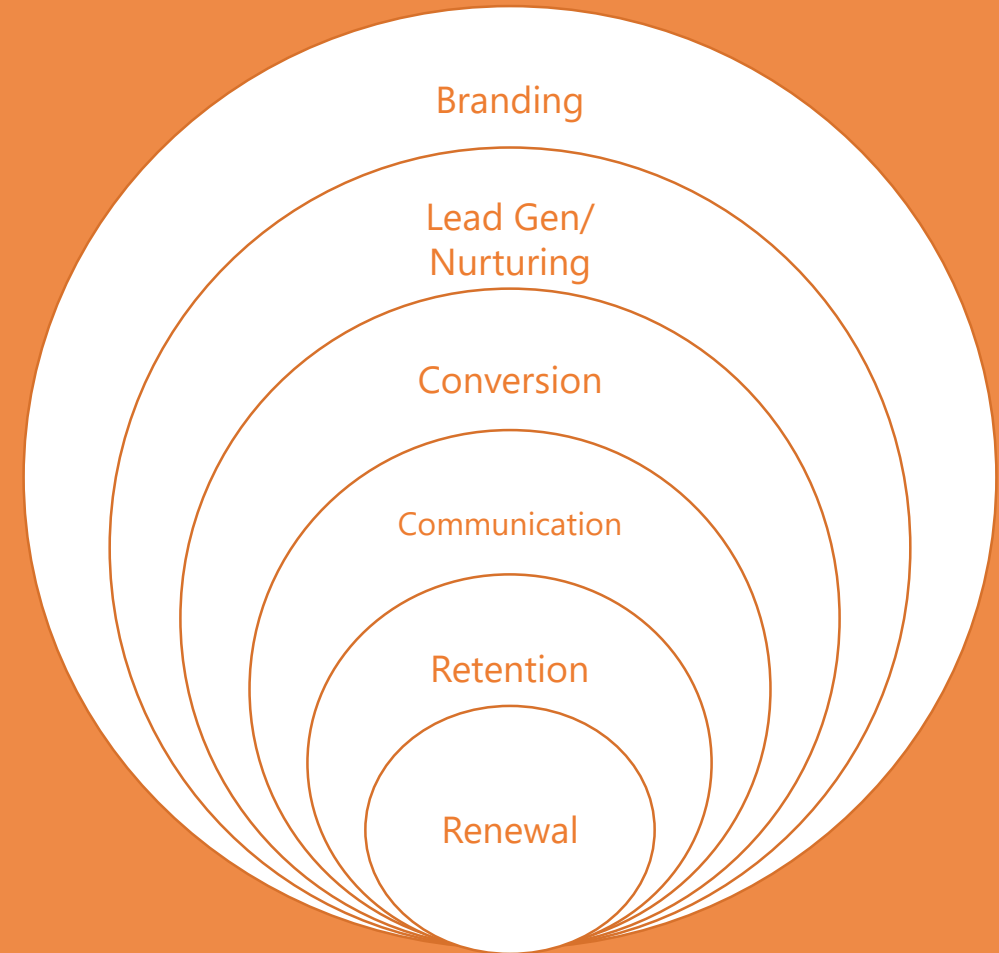 Branding
Lead Gen/
Nurturing
Conversion
Communication
Retention
Renewal